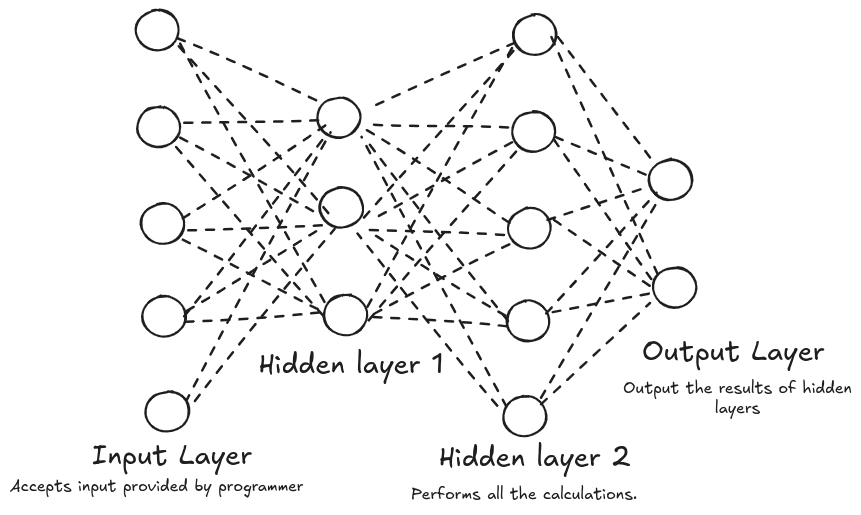 Hidden layer 1
Output Layer
Output the results of hidden
layers
Input Layer
Accepts input provided by programmer
Hidden layer 2
Performs all the calculations.